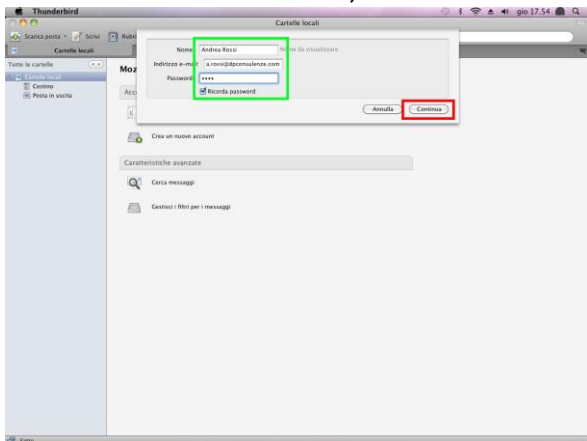 Thunderbird gio 17.54
Cartelle locali
Scarica posta Scrivi
Cartelle locali
Nome: Andrea Rossi Nome da visualizzare
Tutte le cartelle
Indirizzo e-mail: a.rossi@dpconsulenze.com
Cartelle locali
Password: ••••
Cestino
Ricorda password
Posta in uscita
Annulla Continua
Crea un nuovo account
Caratteristiche avanzate
Cerca messaggi
Gestisci i filtri per i messaggi